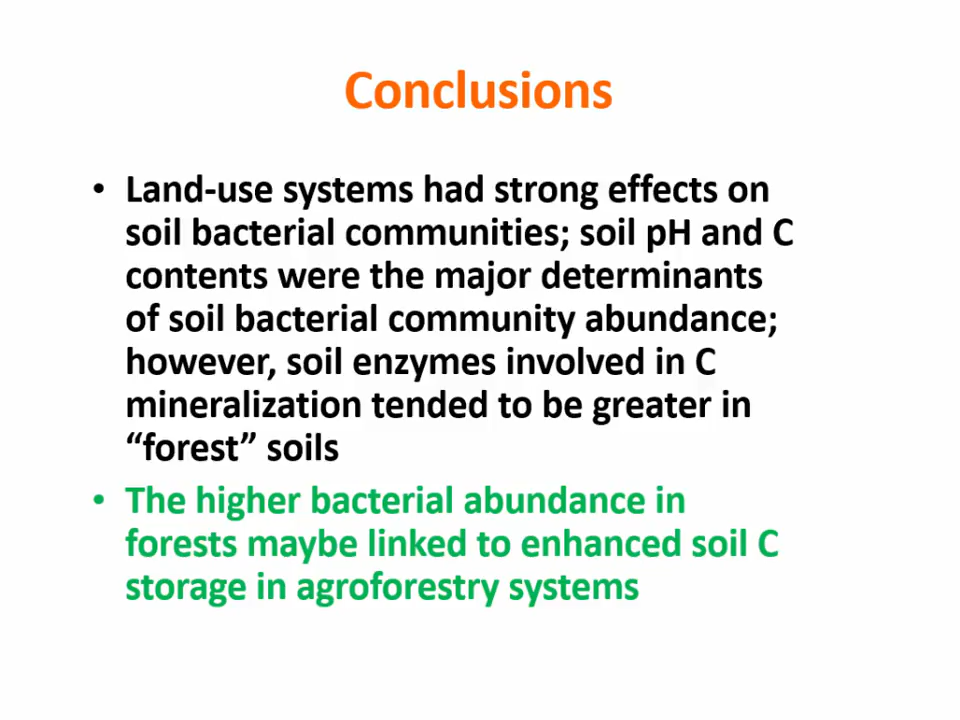 Conclusions
• Land-use systems had strong effects on
soil bacterial communities; soil pH and C
contents were the major determinants
of soil bacterial community abundance;
however, soil enzymes involved in C
mineralization tended to be greater in
“forest” soils
• The higher bacterial abundance in
forests maybe linked to enhanced soil C
storage in agroforestry systems